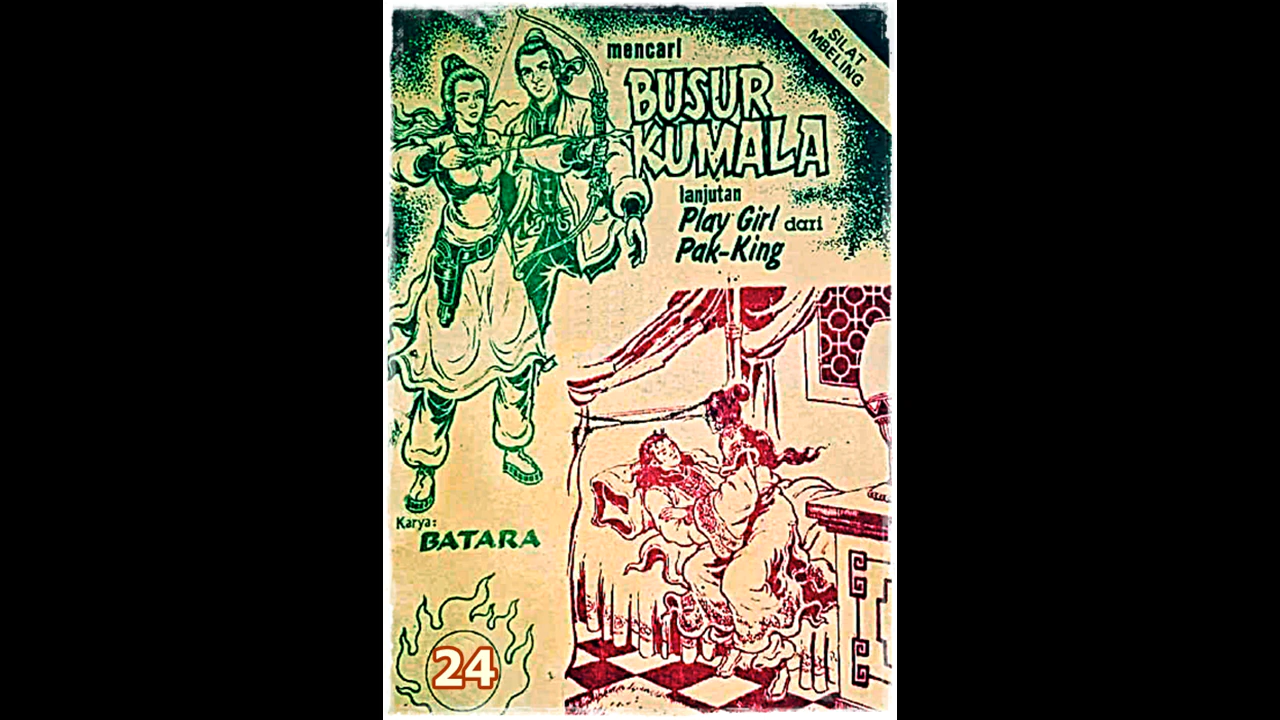 SILAT
MBELING
mencari
BUSUR
KUMALA
lanjutan
Play Girl dari
Pak-King
Karya:
BATARA
24